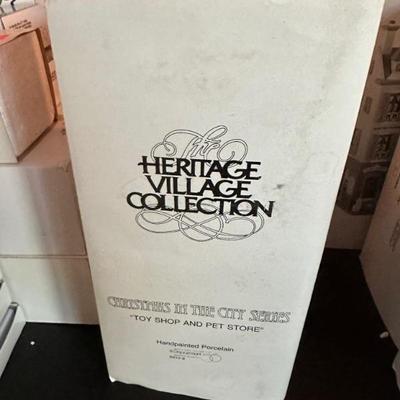 The
HERITAGE
VILLAGE
COLLECTION
CHRISTMAS IN THE CITY SERIES
"TOY SHOP AND PET STORE"
Handpainted Porcelain